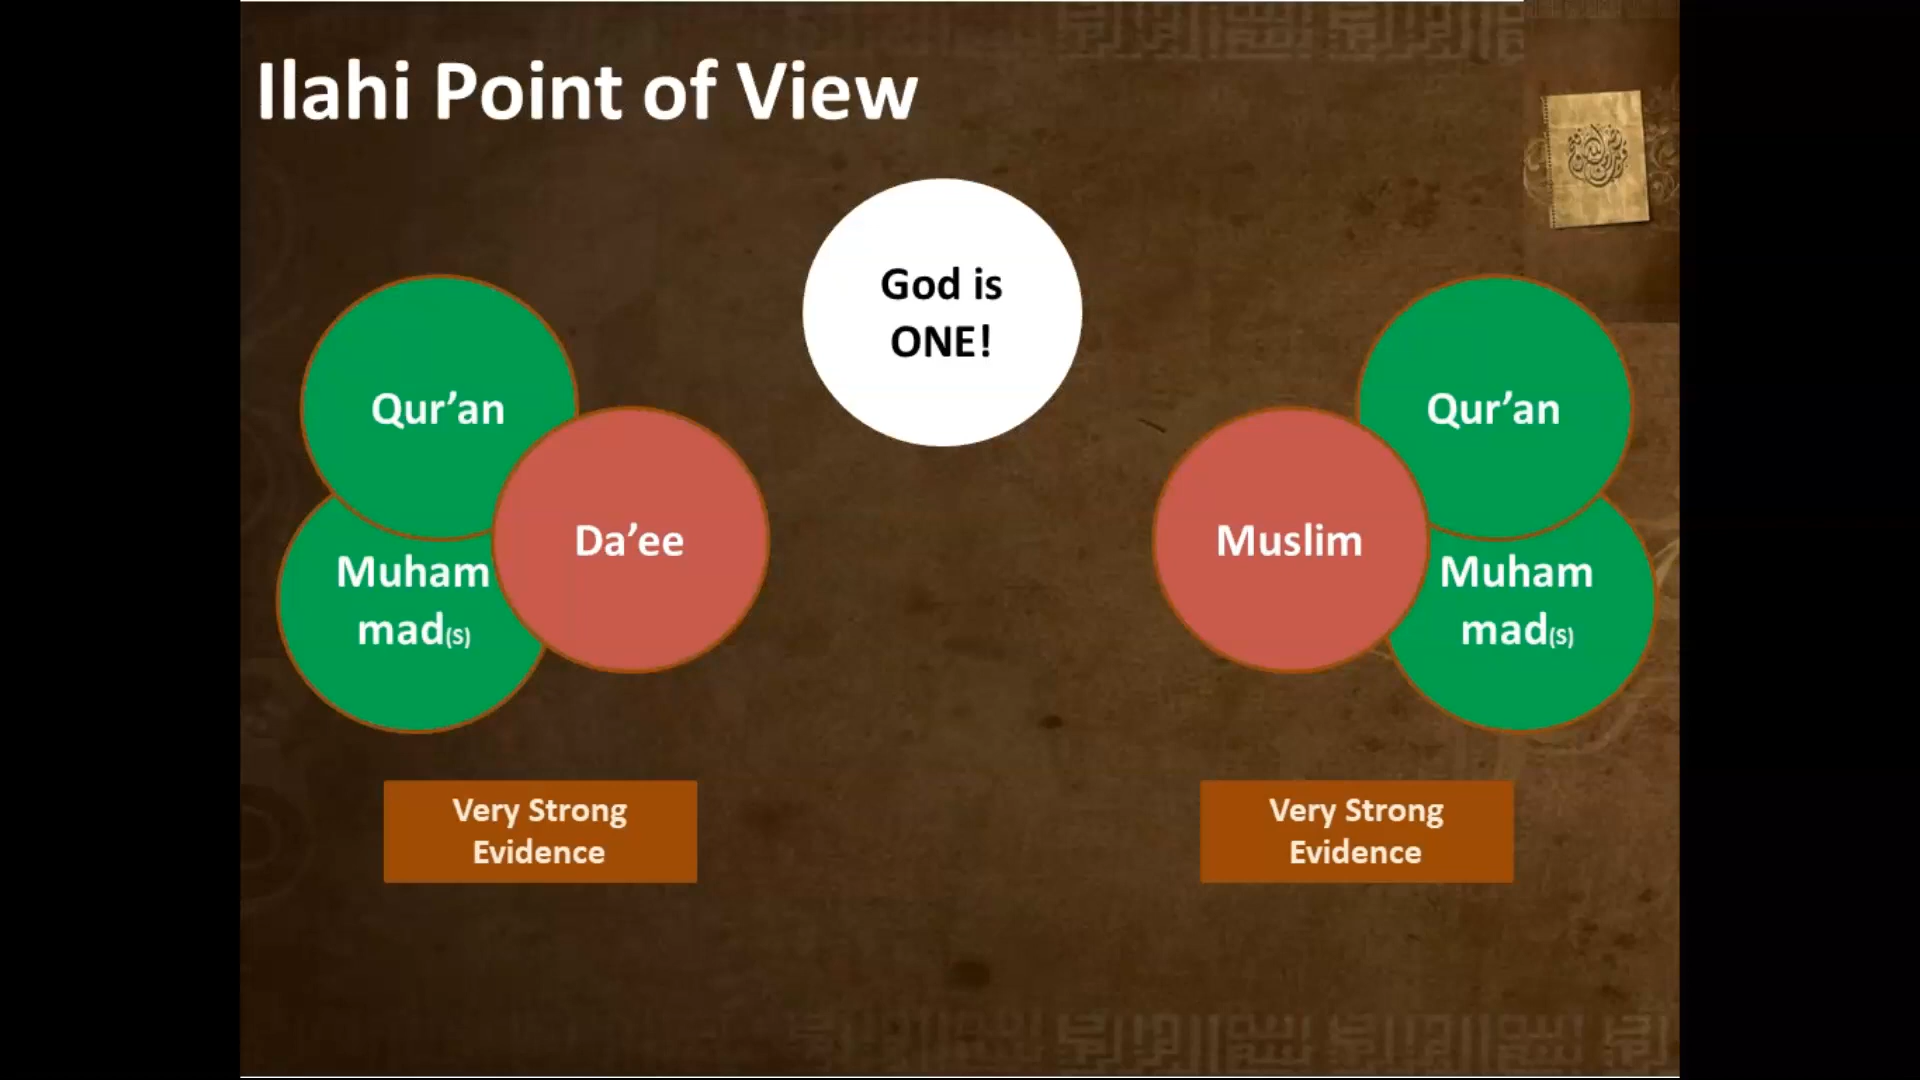 Ilahi Point of View
God is
ONE!
Qur’an
Muham
mad(s)
Da’ee
Muslim
Qur’an
Muham
mad(s)
Very Strong
Evidence
Very Strong
Evidence